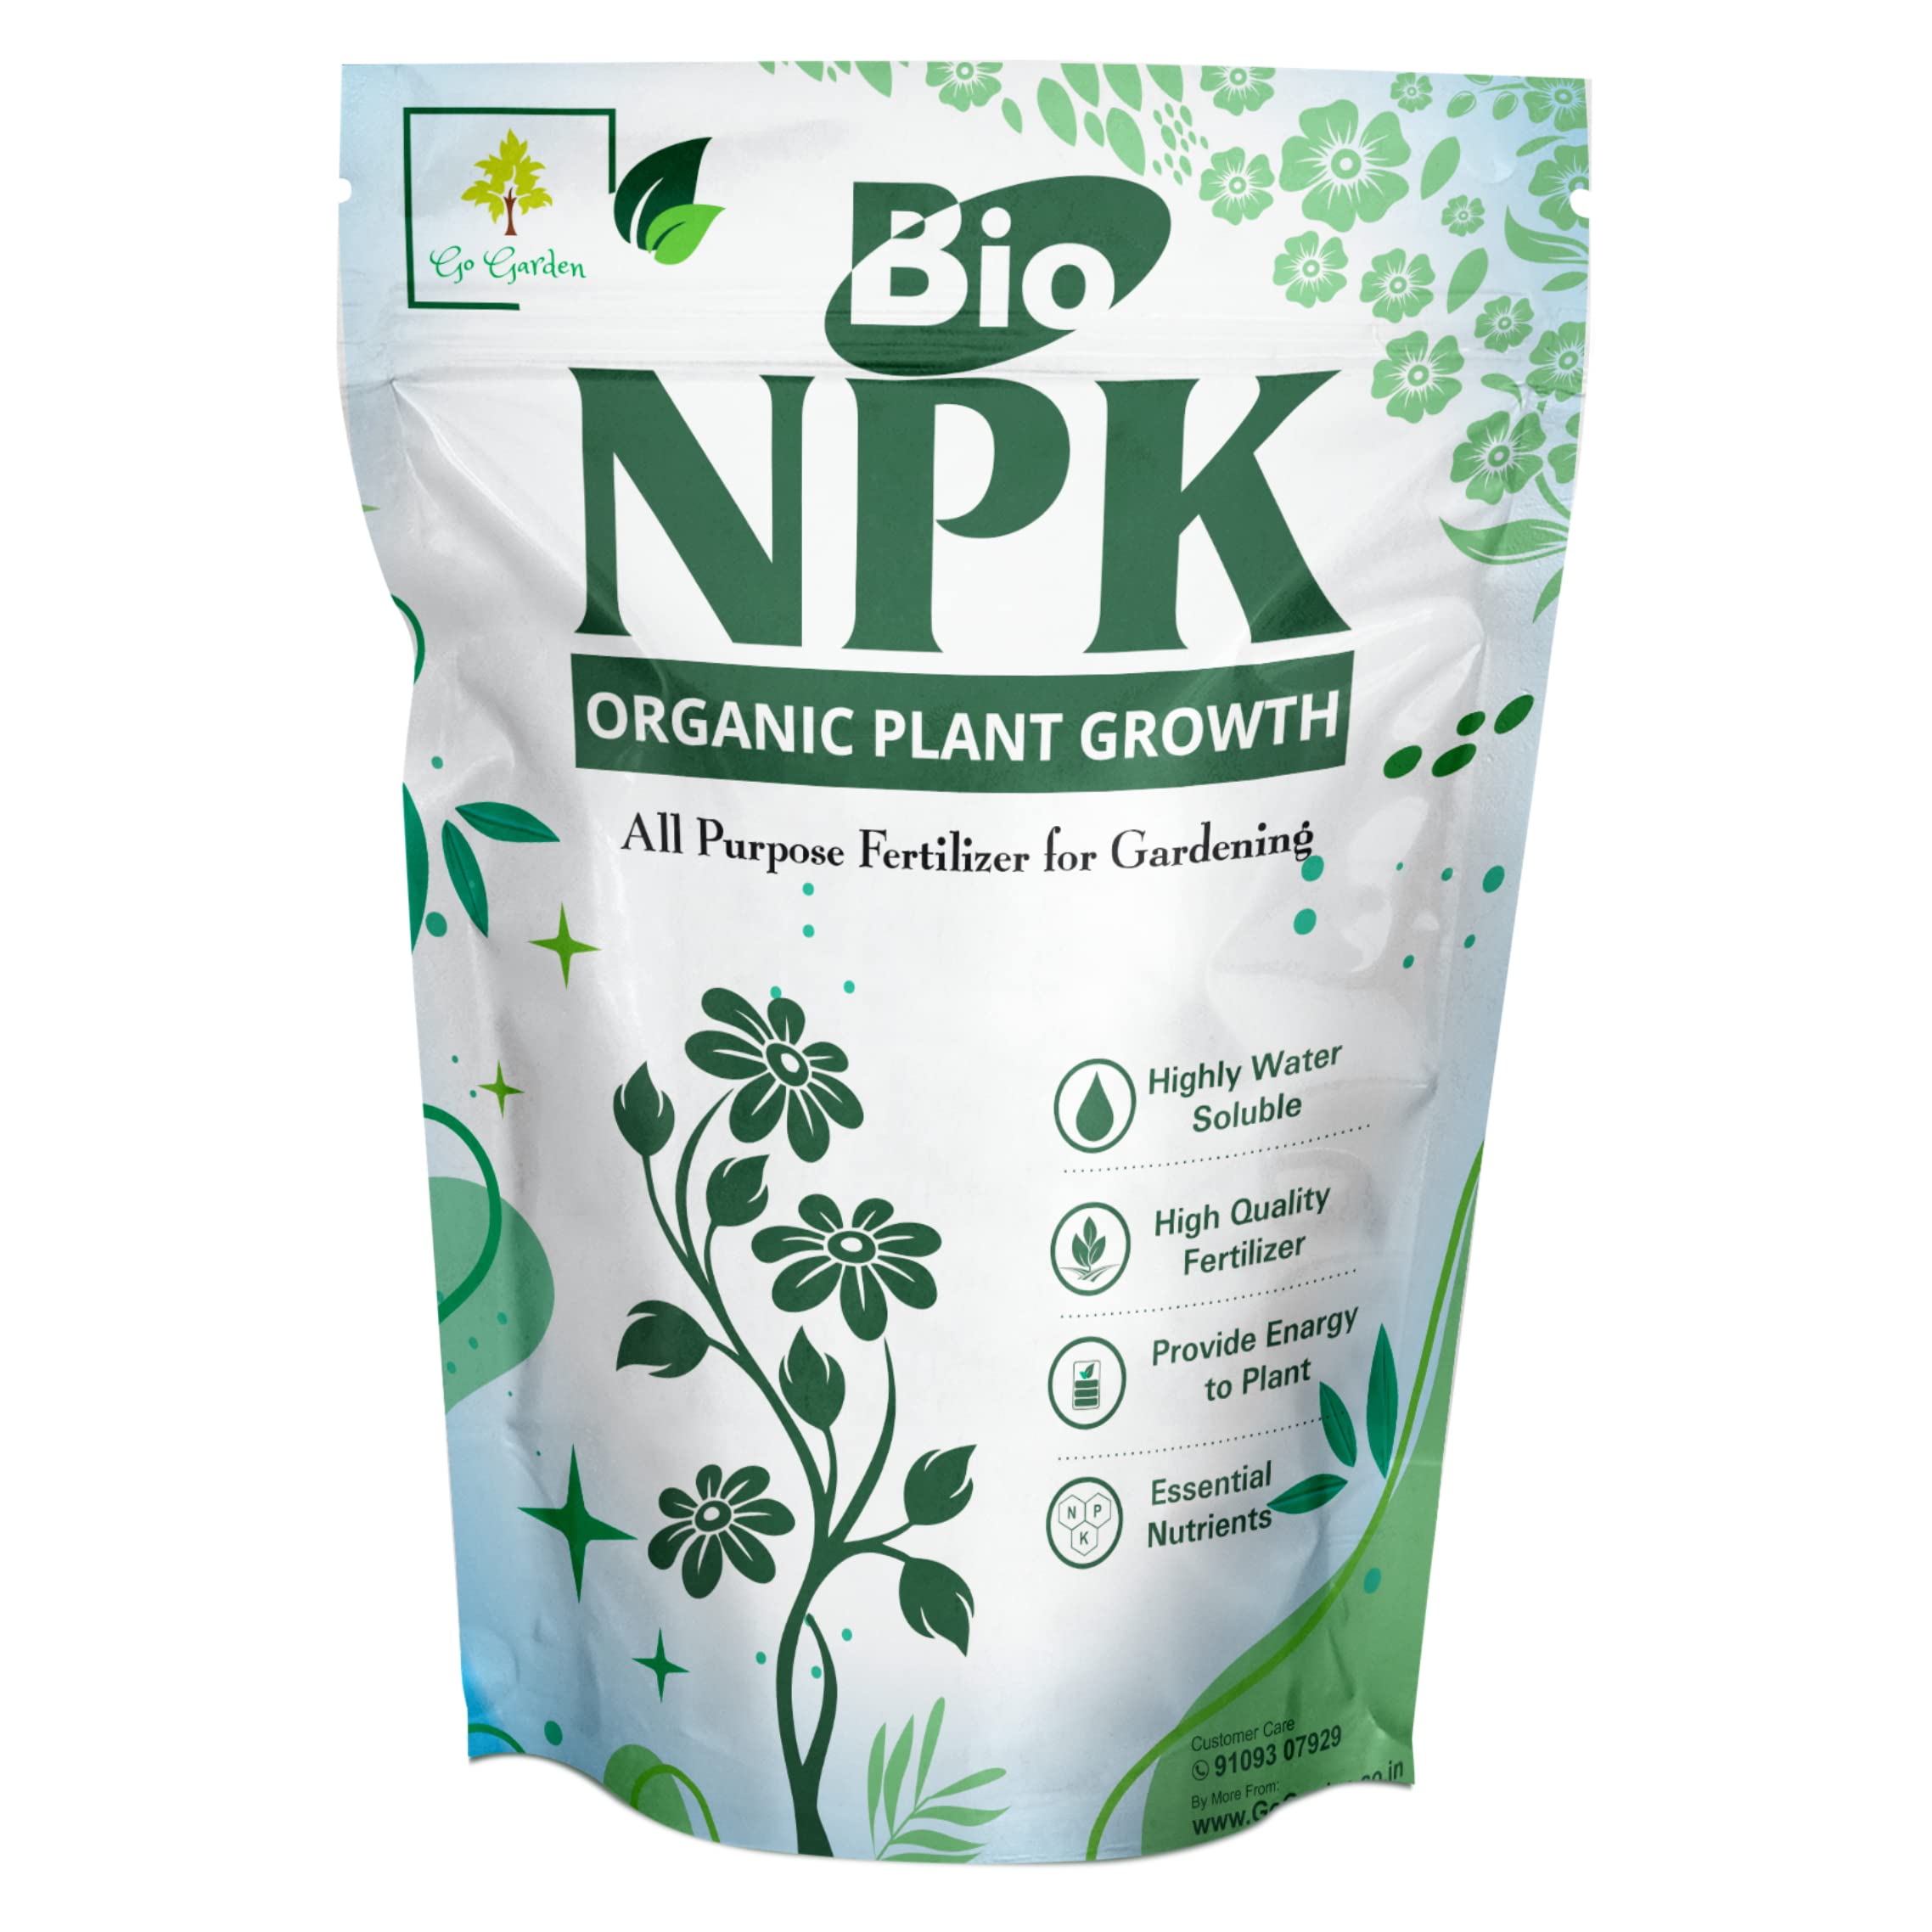 Go Garden
Bio
NPK
ORGANIC PLANT GROWTH
All Purpose Fertilizer for Gardening
Highly Water
Soluble
High Quality
Fertilizer
Provide Enargy
to Plant
N P
K
Essential
Nutrients
Customer Care
91093 07929
By More From: